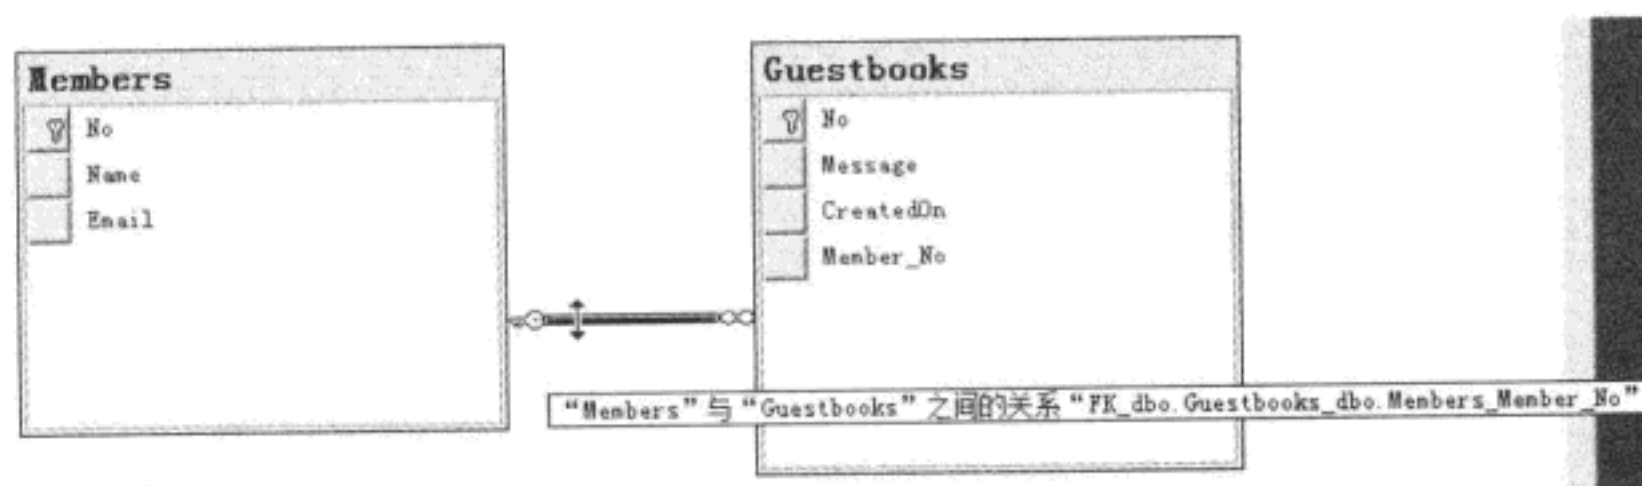 Members
No
Name
Email
Guestbooks
No
Message
CreatedOn
Member_No
“Members”与“Guestbooks”之间的关系“FK_dbo.Guestbooks_dbo.Members_Member_No”